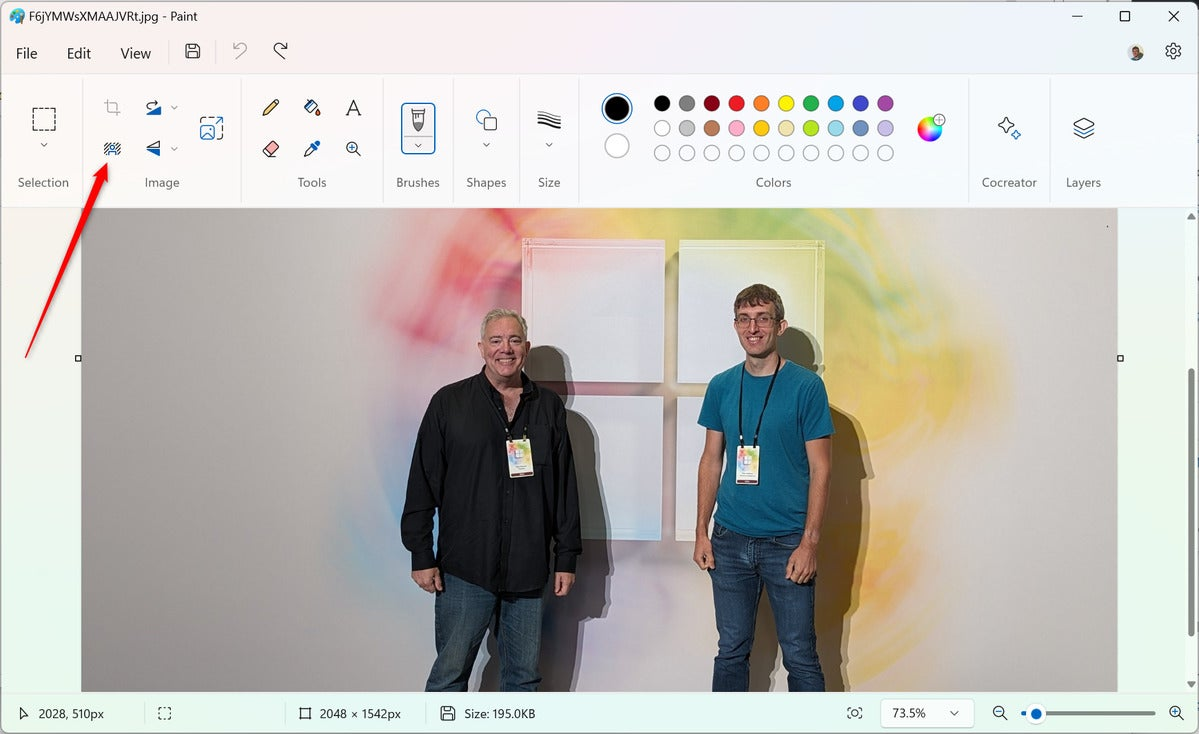 F6jYMWsXMAAJVRt.jpg - Paint
File Edit View
Selection Image Tools Brushes Shapes Size Colors Cocreator Layers
2028, 510px 2048 × 1542px Size: 195.0KB 73.5%